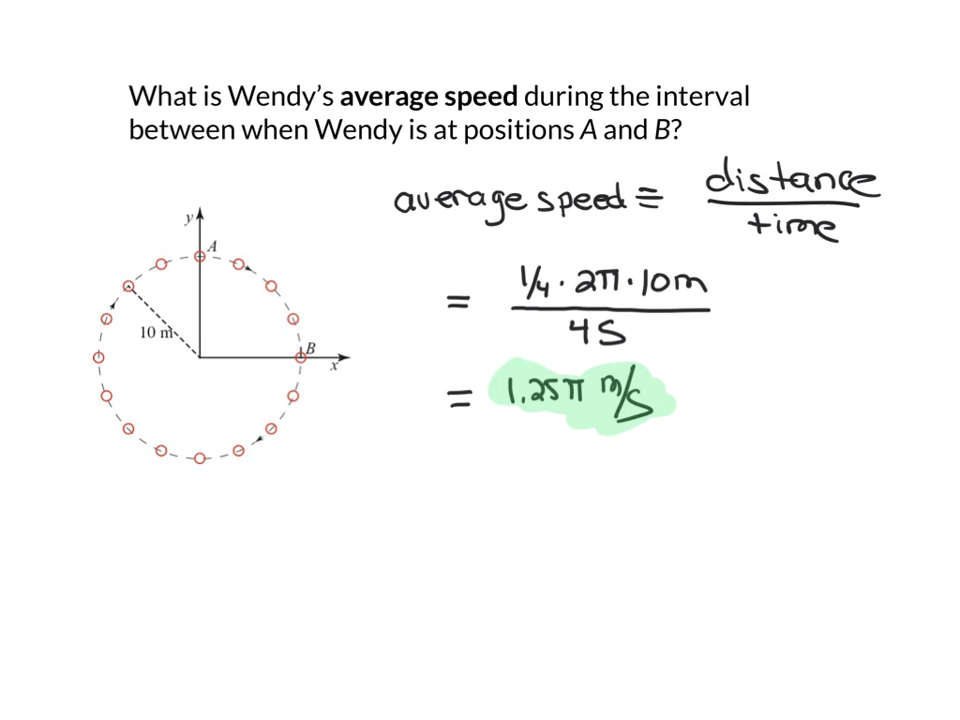 What is Wendy's average speed during the interval
between when Wendy is at positions A and B?
average speed = distance/time
= 1/4 · 2π · 10m / 4s
= 1.25π m/s
y
A
10 m
B
x